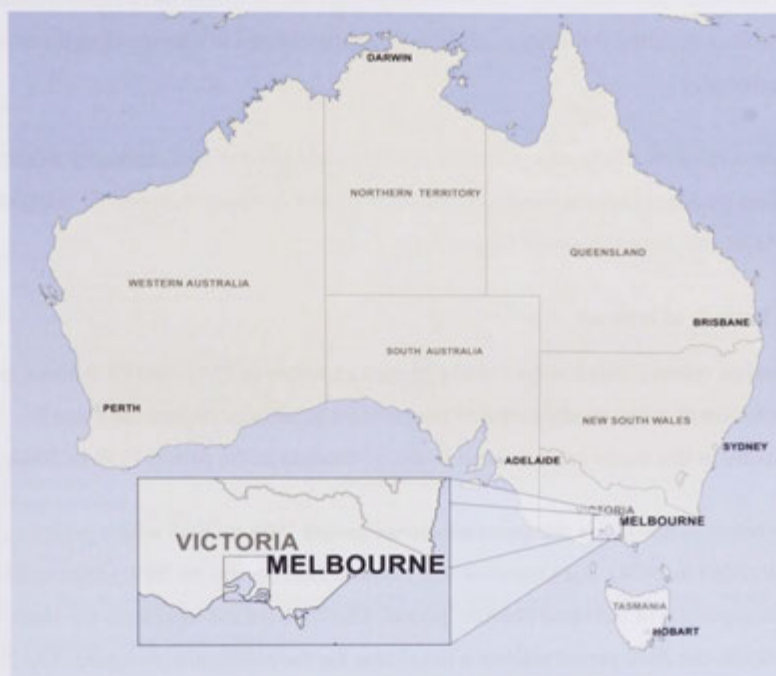 DARWIN
NORTHERN TERRITORY
QUEENSLAND
WESTERN AUSTRALIA
BRISBANE
SOUTH AUSTRALIA
PERTH
NEW SOUTH WALES
SYDNEY
ADELAIDE
VICTORIA
MELBOURNE
VICTORIA
MELBOURNE
TASMANIA
HOBART